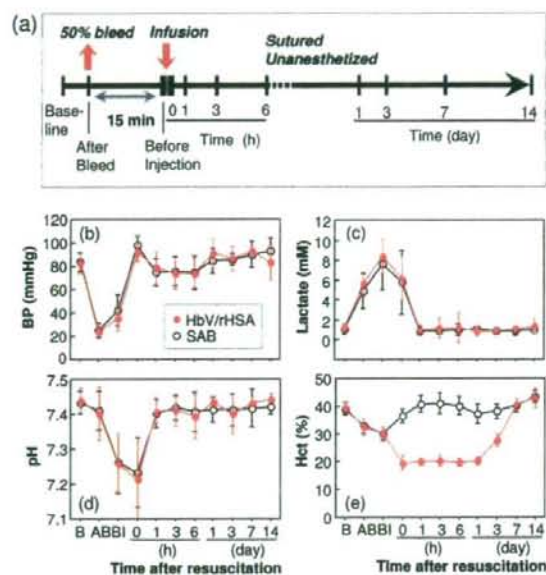 (a)
50% bleed Infusion
Sutured
Unanesthetized
Base-
line
15 min
0 1 3 6 1 3 7 14
Time (h) Time (day)
After
Bleed
Before
Injection
(b)
BP (mmHg)
120
100
80
60
40
20
0
HbV/rHSA
SAB
(c)
Lactate (mM)
12
10
8
6
4
2
0
(d)
pH
7.5
7.4
7.3
7.2
7.1
B AB BI 0 1 3 6 1 3 7 14
(h) (day)
Time after resuscitation
(e)
Hct (%)
50
40
30
20
10
0
B AB BI 0 1 3 6 1 3 7 14
(h) (day)
Time after resuscitation